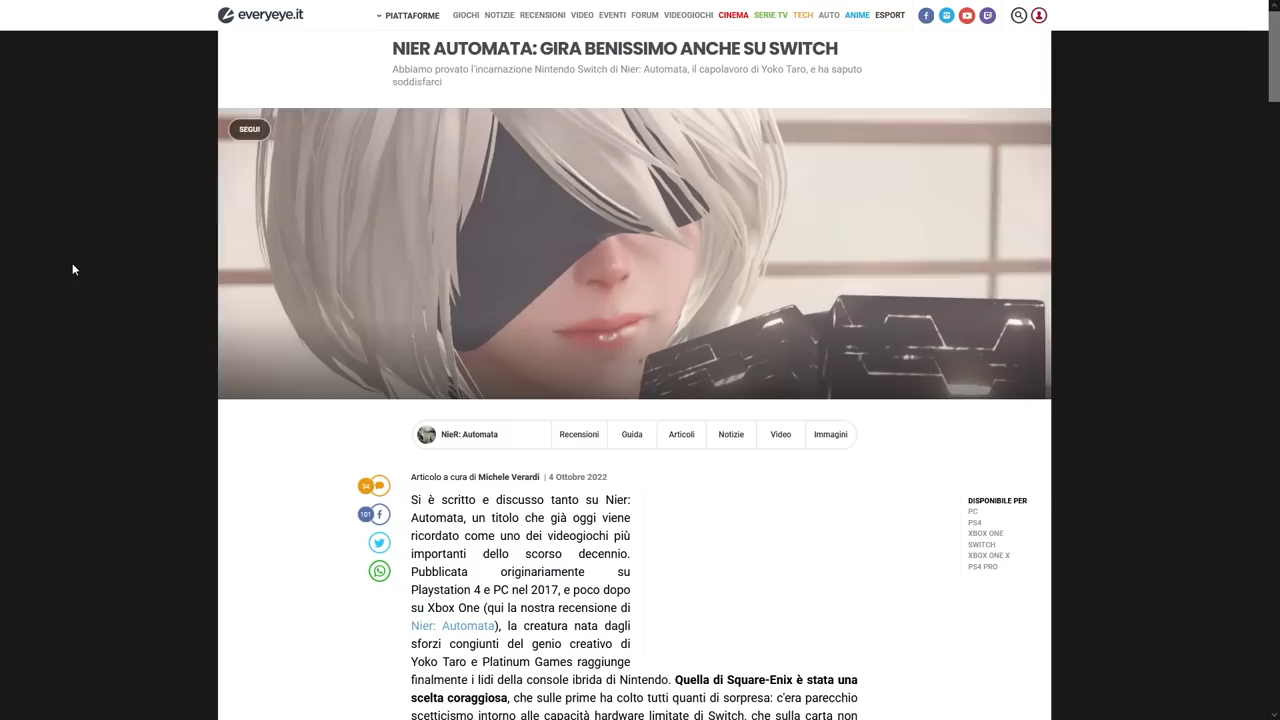 everyeye.it
PIATTAFORME
GIOCHI NOTIZIE RECENSIONI VIDEO EVENTI FORUM VIDEOGIOCHI CINEMA SERIE TV TECH AUTO ANIME ESPORT
NIER AUTOMATA: GIRA BENISSIMO ANCHE SU SWITCH
Abbiamo provato l'incarnazione Nintendo Switch di Nier: Automata, il capolavoro di Yoko Taro, e ha saputo
soddisfarci
SEGUI
NieR: Automata
Recensioni
Guida
Articoli
Notizie
Video
Immagini
Articolo a cura di Michele Verardi | 4 Ottobre 2022
34
101
Si è scritto e discusso tanto su Nier:
Automata, un titolo che già oggi viene
ricordato come uno dei videogiochi più
importanti dello scorso decennio.
Pubblicata originariamente su
Playstation 4 e PC nel 2017, e poco dopo
su Xbox One (qui la nostra recensione di
Nier: Automata), la creatura nata dagli
sforzi congiunti del genio creativo di
Yoko Taro e Platinum Games raggiunge
finalmente i lidi della console ibrida di Nintendo. Quella di Square-Enix è stata una
scelta coraggiosa, che sulle prime ha colto tutti quanti di sorpresa: c'era parecchio
scetticismo intorno alle capacità hardware limitate di Switch, che sulla carta non
DISPONIBILE PER
PC
PS4
XBOX ONE
SWITCH
XBOX ONE X
PS4 PRO